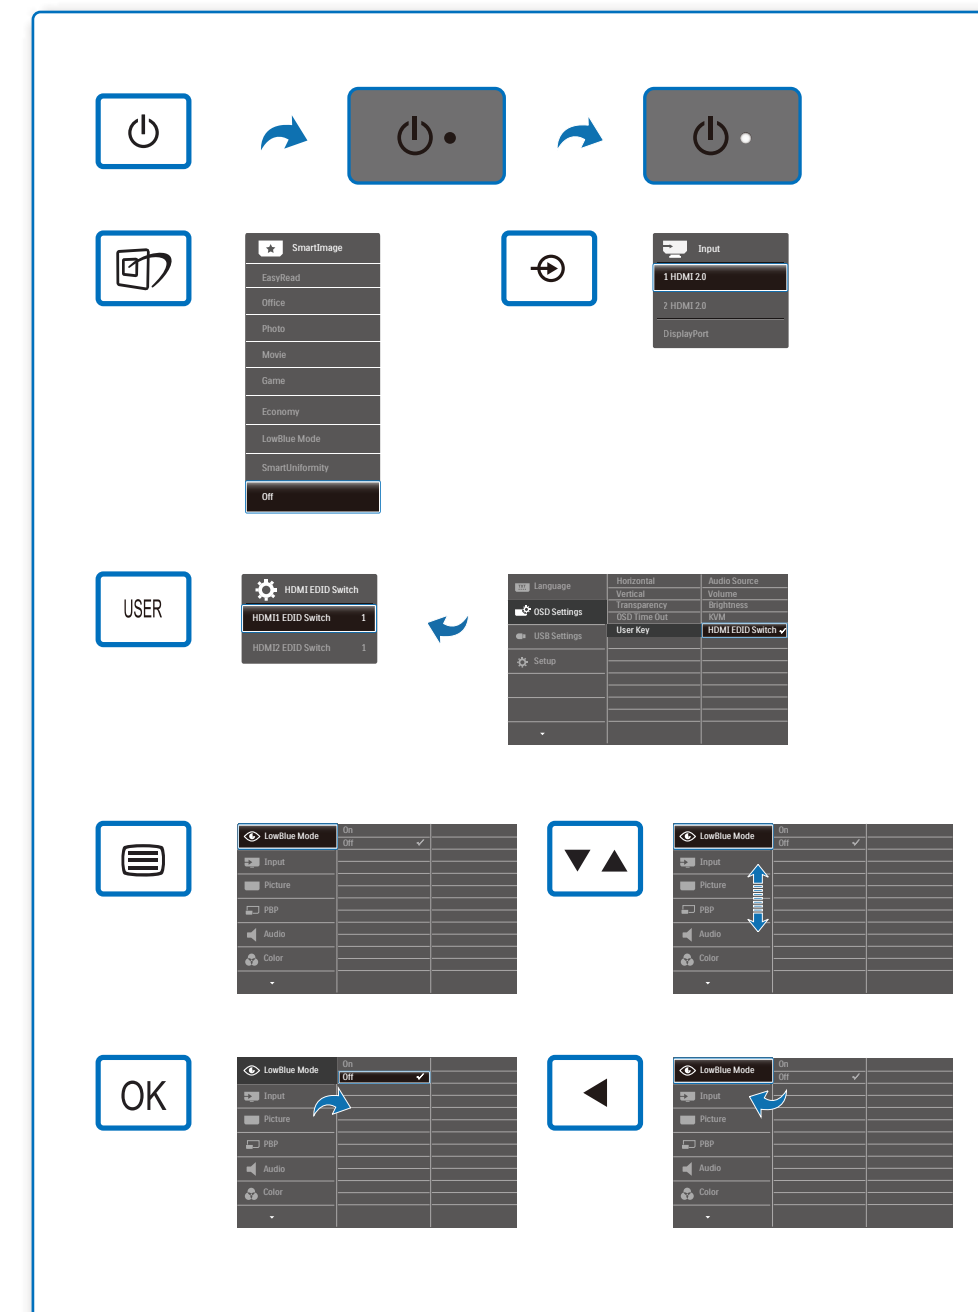 SmartImage
EasyRead
Office
Photo
Movie
Game
Economy
LowBlue Mode
SmartUniformity
Off
Input
1 HDMI 2.0
2 HDMI 2.0
DisplayPort
USER
HDMI EDID Switch
HDMI1 EDID Switch 1
HDMI2 EDID Switch 1
Language
OSD Settings
USB Settings
Setup
Horizontal Audio Source
Vertical Volume
Transparency Brightness
OSD Time Out KVM
User Key HDMI EDID Switch
LowBlue Mode
Input
Picture
PBP
Audio
Color
On
Off
LowBlue Mode
Input
Picture
PBP
Audio
Color
On
Off
OK
LowBlue Mode
Input
Picture
PBP
Audio
Color
On
Off
LowBlue Mode
Input
Picture
PBP
Audio
Color
On
Off